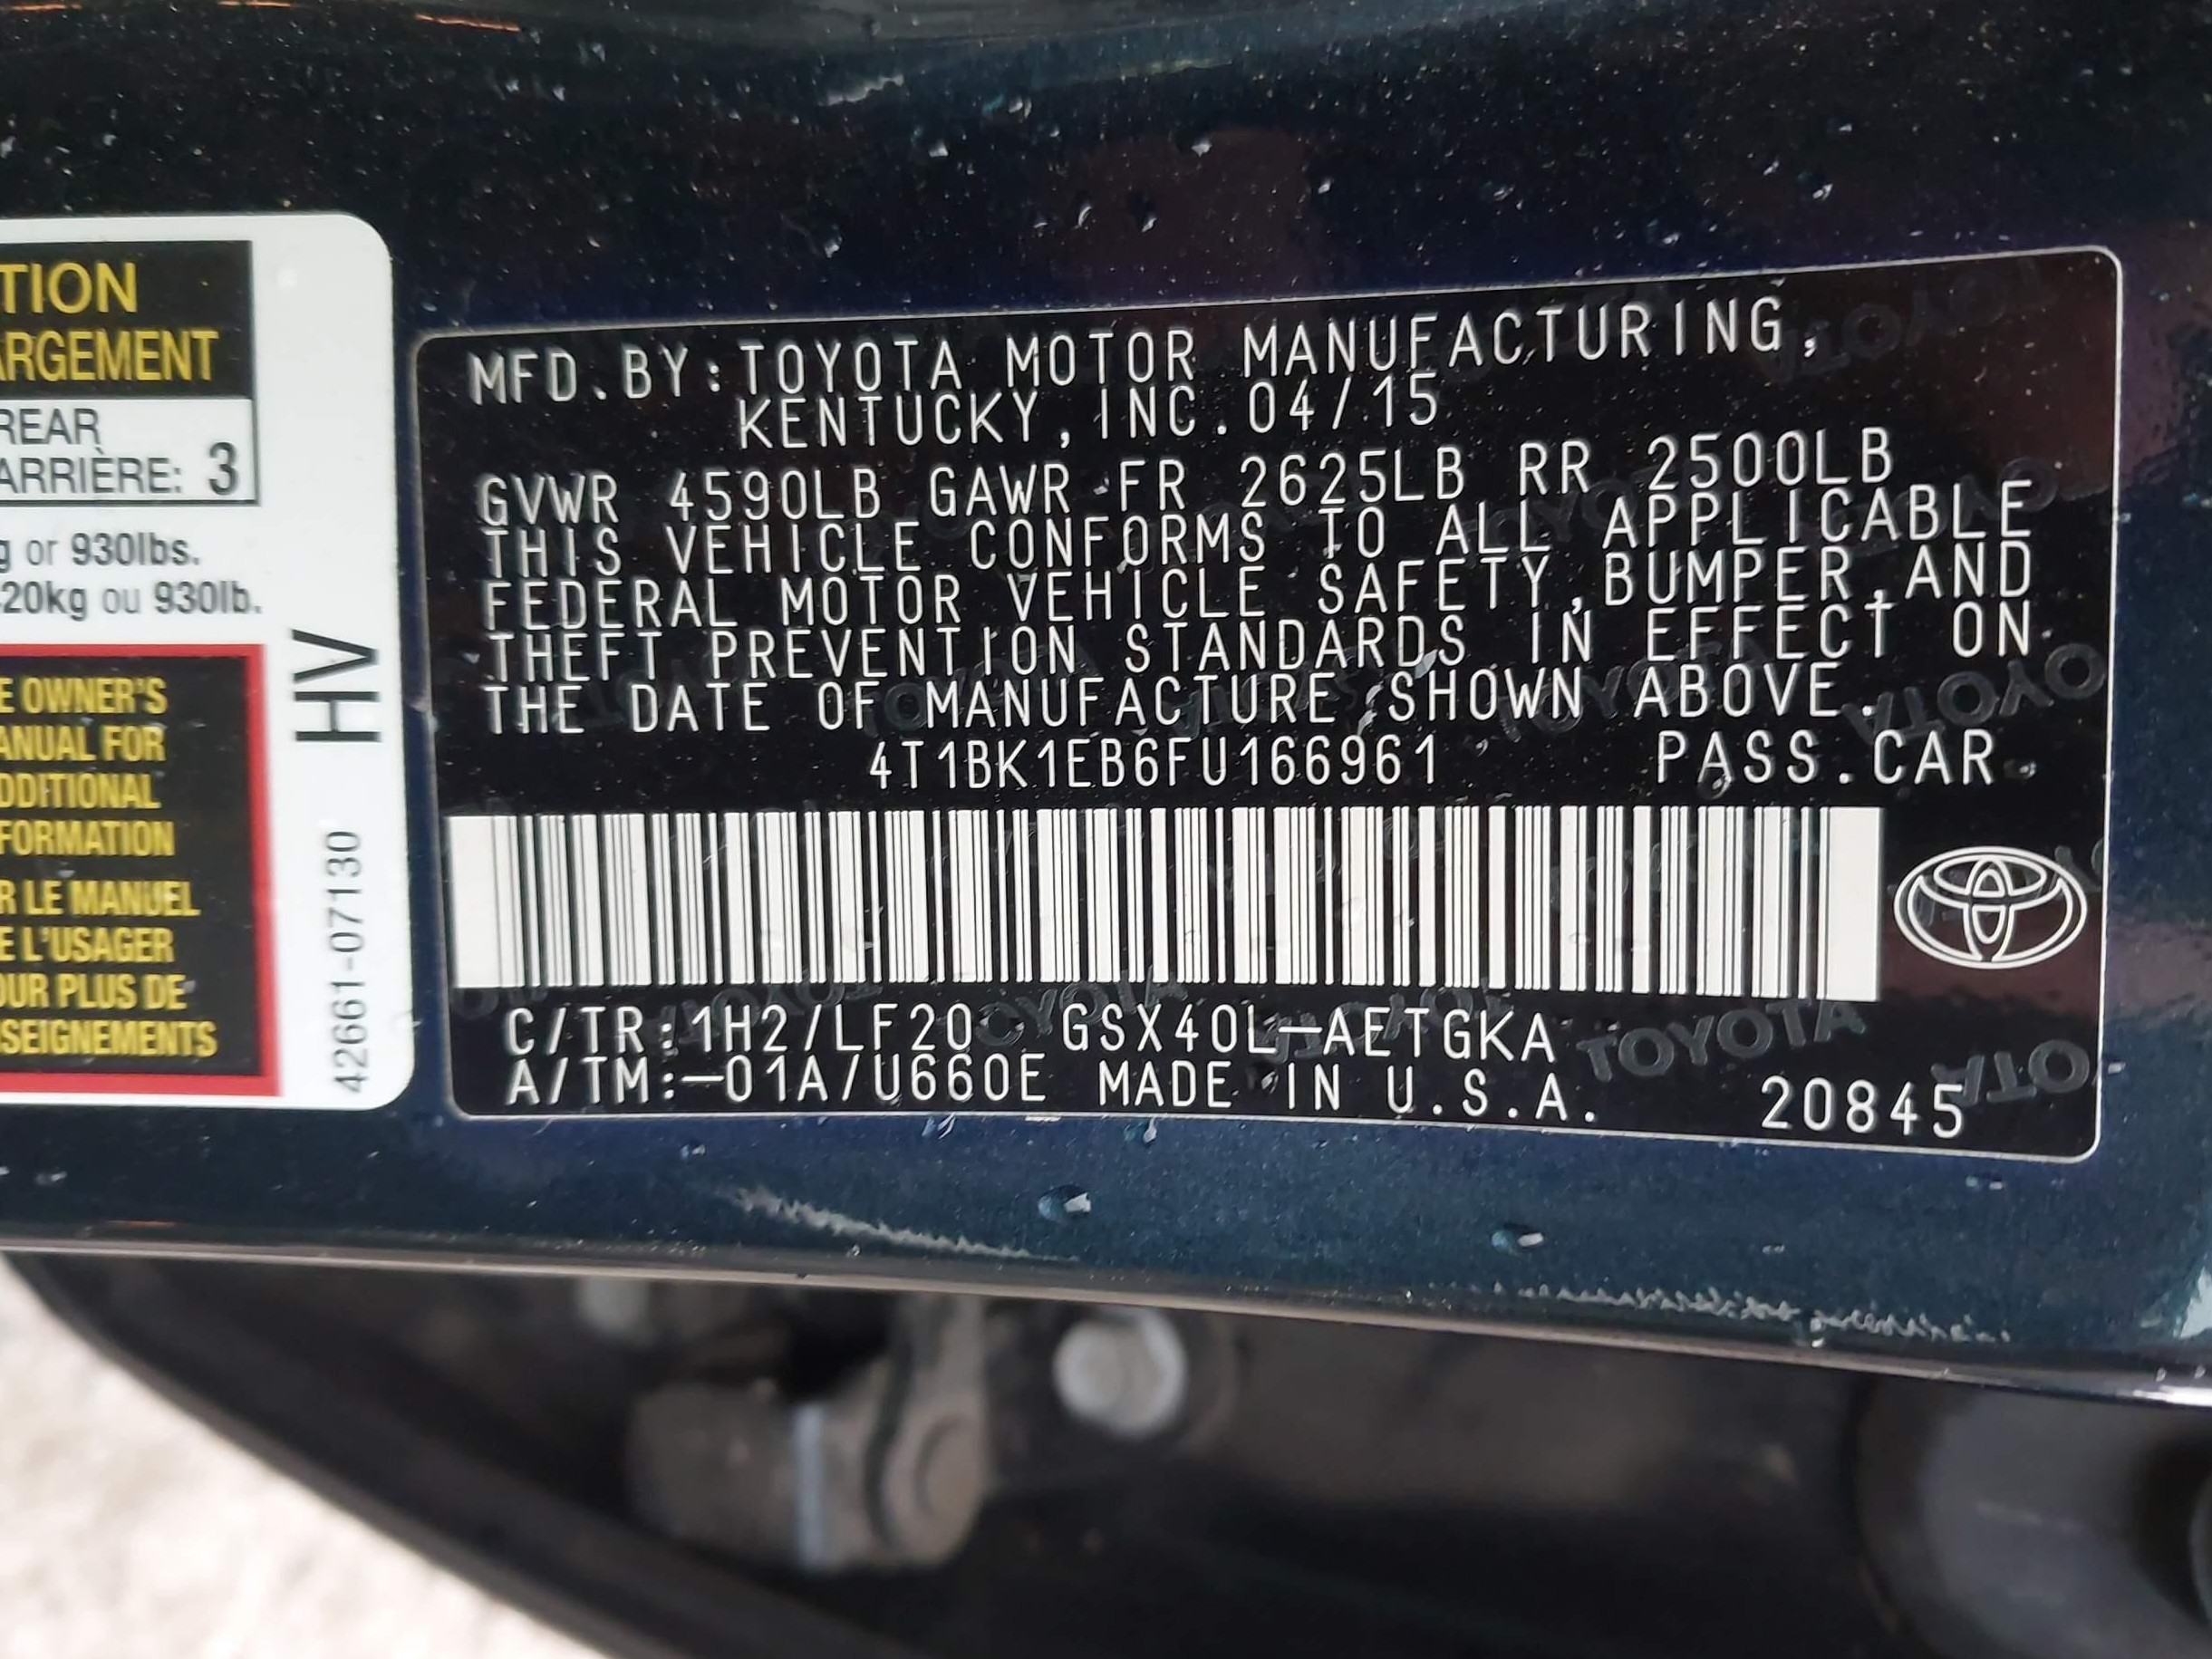 TION
ARGEMENT
REAR
ARRIÈRE: 3
g or 930lbs.
20kg ou 930lb.
E OWNER'S
ANUAL FOR
DDITIONAL
FORMATION
R LE MANUEL
E L'USAGER
OUR PLUS DE
SEIGNEMENTS
HV
42661-07130
MFD.BY:TOYOTA MOTOR MANUFACTURING,
KENTUCKY,INC.04/15
GVWR 4590LB GAWR FR 2625LB RR 2500LB
THIS VEHICLE CONFORMS TO ALL APPLICABLE
FEDERAL MOTOR VEHICLE SAFETY,BUMPER,AND
THEFT PREVENTION STANDARDS IN EFFECT ON
THE DATE OF MANUFACTURE SHOWN ABOVE.
4T1BK1EB6FU166961 PASS.CAR
C/TR:1H2/LF20 GSX40L-AETGKA
A/TM:-01A/U660E MADE IN U.S.A. 20845
TOYOTA